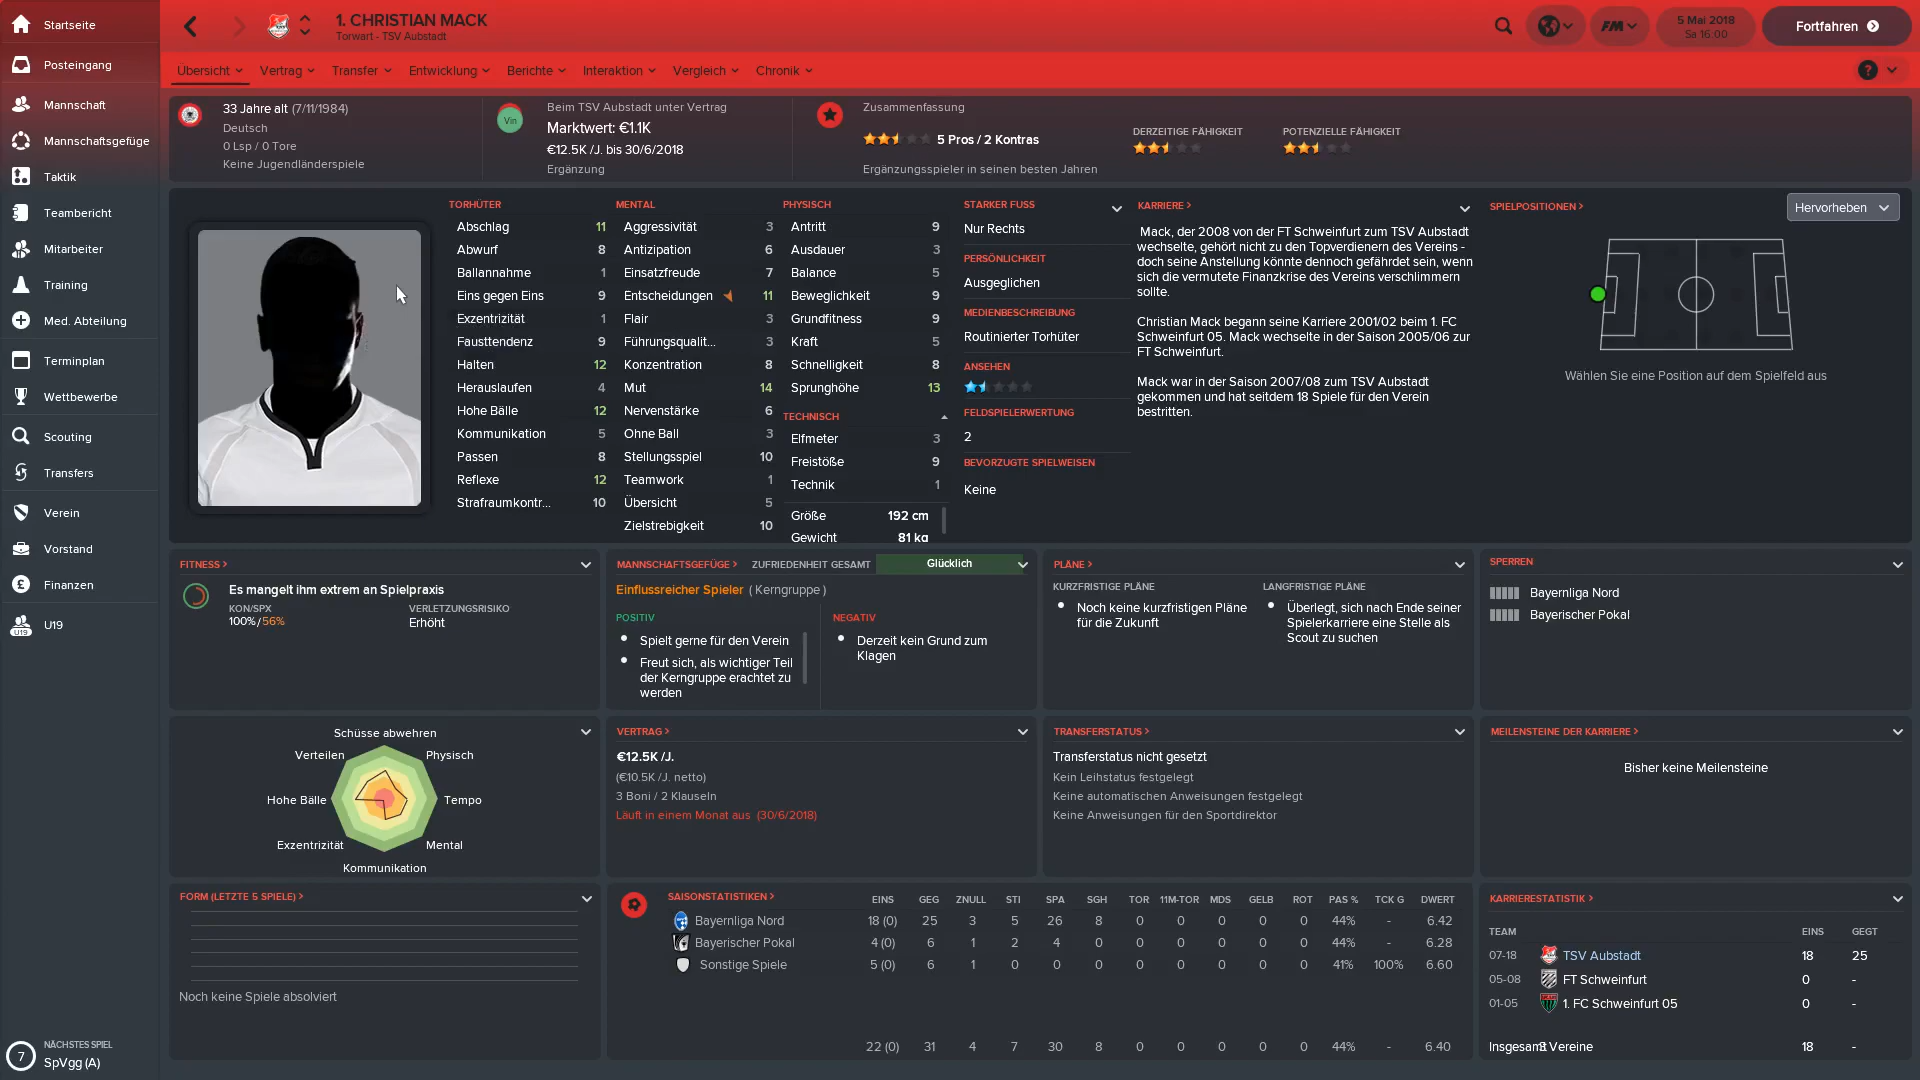 Startseite
Posteingang
Mannschaft
Mannschaftsgefüge
Taktik
Teambericht
Mitarbeiter
Training
Med. Abteilung
Terminplan
Wettbewerbe
Scouting
Transfers
Verein
Vorstand
Finanzen
U19
U19
7
NÄCHSTES SPIEL
SpVgg (A)
1. CHRISTIAN MACK
Torwart - TSV Aubstadt
FM
5 Mai 2018
Sa 16:00
Fortfahren
Übersicht Vertrag Transfer Entwicklung Berichte Interaktion Vergleich Chronik
?
33 Jahre alt (7/11/1984)
Deutsch
0 Lsp / 0 Tore
Keine Jugendländerspiele
Vin
Beim TSV Aubstadt unter Vertrag
Marktwert: €1.1K
€12.5K /J. bis 30/6/2018
Ergänzung
Zusammenfassung
5 Pros / 2 Kontras
Ergänzungsspieler in seinen besten Jahren
DERZEITIGE FÄHIGKEIT
POTENZIELLE FÄHIGKEIT
TORHÜTER
Abschlag 11
Abwurf 8
Ballannahme 1
Eins gegen Eins 9
Exzentrizität 1
Fausttendenz 9
Halten 12
Herauslaufen 4
Hohe Bälle 12
Kommunikation 5
Passen 8
Reflexe 12
Strafraumkontr... 10
MENTAL
Aggressivität 3
Antizipation 6
Einsatzfreude 7
Entscheidungen 11
Flair 3
Führungsqualit... 3
Konzentration 8
Mut 14
Nervenstärke 6
Ohne Ball 3
Stellungsspiel 10
Teamwork 1
Übersicht 5
Zielstrebigkeit 10
PHYSISCH
Antritt 9
Ausdauer 3
Balance 5
Beweglichkeit 9
Grundfitness 9
Kraft 5
Schnelligkeit 8
Sprunghöhe 13
TECHNISCH
Elfmeter 3
Freistöße 9
Technik 1
Größe 192 cm
Gewicht 81 kg
STARKER FUSS
Nur Rechts
PERSÖNLICHKEIT
Ausgeglichen
MEDIENBESCHREIBUNG
Routinierter Torhüter
ANSEHEN
FELDSPIELERWERTUNG
2
BEVORZUGTE SPIELWEISEN
Keine
KARRIERE >
Mack, der 2008 von der FT Schweinfurt zum TSV Aubstadt
wechselte, gehört nicht zu den Topverdienern des Vereins -
doch seine Anstellung könnte dennoch gefährdet sein, wenn
sich die vermutete Finanzkrise des Vereins verschlimmern
sollte.
Christian Mack begann seine Karriere 2001/02 beim 1. FC
Schweinfurt 05. Mack wechselte in der Saison 2005/06 zur
FT Schweinfurt.
Mack war in der Saison 2007/08 zum TSV Aubstadt
gekommen und hat seitdem 18 Spiele für den Verein
bestritten.
SPIELPOSITIONEN >
Hervorheben
Wählen Sie eine Position auf dem Spielfeld aus
FITNESS >
Es mangelt ihm extrem an Spielpraxis
KON/SPX
100% / 56%
VERLETZUNGSRISIKO
Erhöht
MANNSCHAFTSGEFÜGE > ZUFRIEDENHEIT GESAMT Glücklich
Einflussreicher Spieler ( Kerngruppe )
POSITIV
Spielt gerne für den Verein
Freut sich, als wichtiger Teil
der Kerngruppe erachtet zu
werden
NEGATIV
Derzeit kein Grund zum
Klagen
PLÄNE >
KURZFRISTIGE PLÄNE
Noch keine kurzfristigen Pläne
für die Zukunft
LANGFRISTIGE PLÄNE
Überlegt, sich nach Ende seiner
Spielerkarriere eine Stelle als
Scout zu suchen
SPERREN
Bayernliga Nord
Bayerischer Pokal
Schüsse abwehren
Verteilen
Physisch
Hohe Bälle
Tempo
Exzentrizität
Mental
Kommunikation
VERTRAG >
€12.5K /J.
(€10.5K /J. netto)
3 Boni / 2 Klauseln
Läuft in einem Monat aus (30/6/2018)
TRANSFERSTATUS >
Transferstatus nicht gesetzt
Kein Leihstatus festgelegt
Keine automatischen Anweisungen festgelegt
Keine Anweisungen für den Sportdirektor
MEILENSTEINE DER KARRIERE >
Bisher keine Meilensteine
FORM (LETZTE 5 SPIELE) >
Noch keine Spiele absolviert
SAISONSTATISTIKEN > EINS GEG ZNULL STI SPA SGH TOR 11M-TOR MDS GELB ROT PAS % TCK G DWERT
Bayernliga Nord 18 (0) 25 3 5 26 8 0 0 0 0 0 44% - 6.42
Bayerischer Pokal 4 (0) 6 1 2 4 0 0 0 0 0 0 44% - 6.28
Sonstige Spiele 5 (0) 6 1 0 0 0 0 0 0 0 0 41% 100% 6.60
22 (0) 31 4 7 30 8 0 0 0 0 0 44% - 6.40
KARRIERESTATISTIK >
TEAM EINS GEGT
07-18 TSV Aubstadt 18 25
05-08 FT Schweinfurt 0 -
01-05 1. FC Schweinfurt 05 0 -
Insgesamt 3 Vereine 18 -